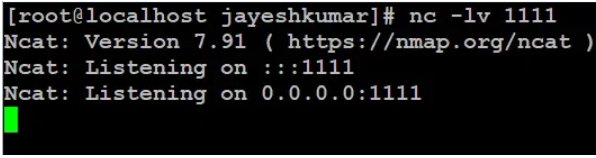 [root@localhost jayeshkumar]# nc -lv 1111
Ncat: Version 7.91 ( https://nmap.org/ncat )
Ncat: Listening on :::1111
Ncat: Listening on 0.0.0.0:1111